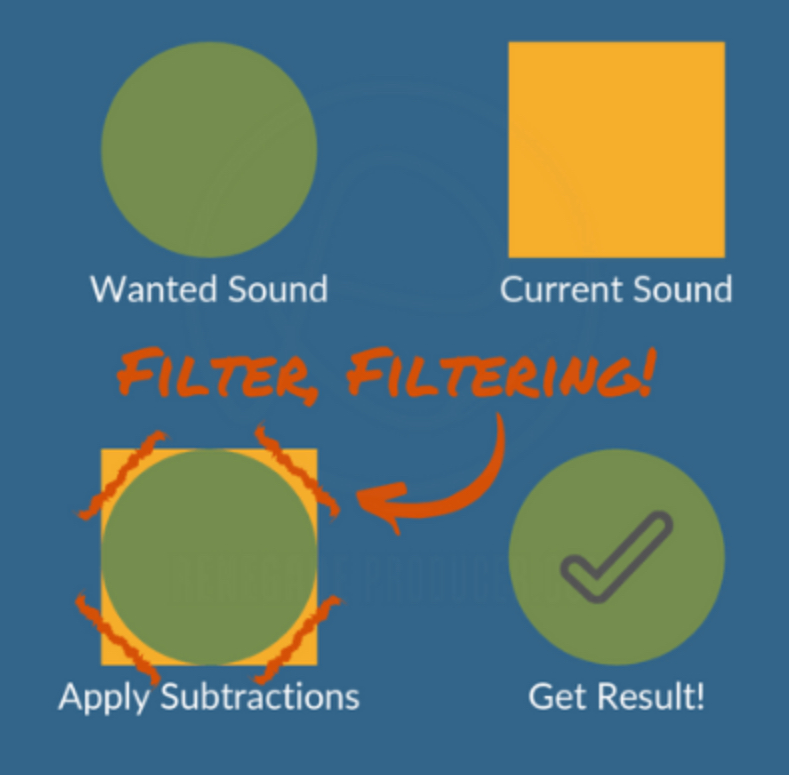 Wanted Sound
Current Sound
Filter, Filtering!
Apply Subtractions
Get Result!